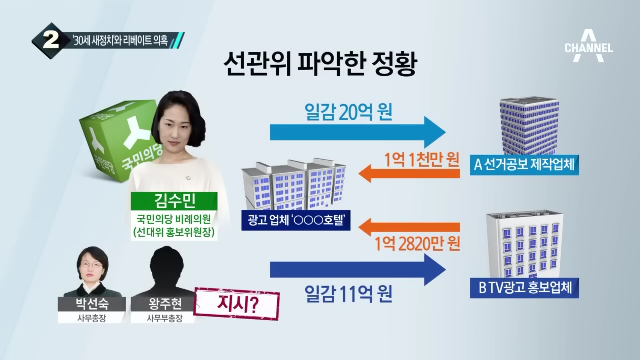 2
'30세 새정치'와 리베이트 의혹
CHANNEL A
선관위 파악한 정황
국민의당
일감 20억 원
1억 1천만 원
A 선거공보 제작업체
김수민
국민의당 비례의원
(선대위 홍보위원장)
광고 업체 '○○○호텔'
1억 2820만 원
일감 11억 원
B TV광고 홍보업체
박선숙
사무총장
왕주현
사무부총장
지시?